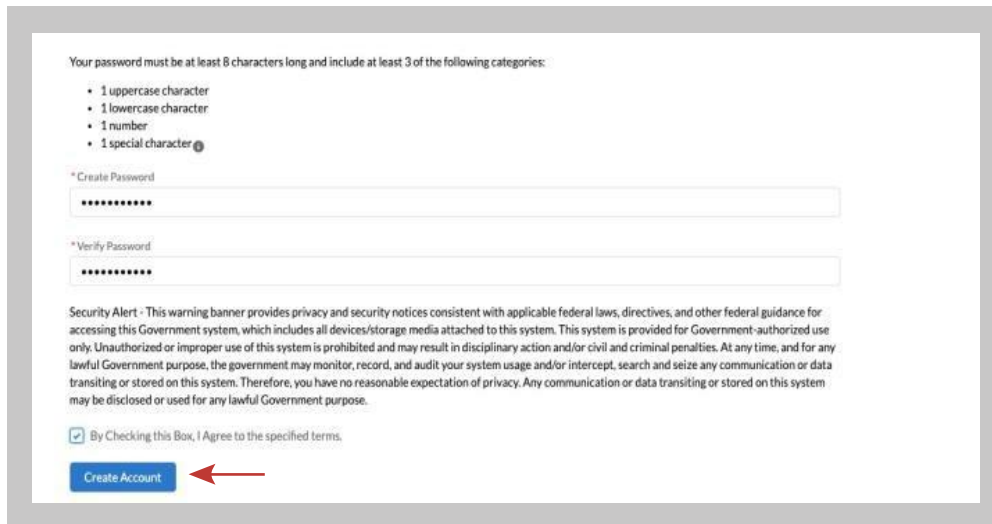 Your password must be at least 8 characters long and include at least 3 of the following categories:
• 1 uppercase character
• 1 lowercase character
• 1 number
• 1 special character
*Create Password
•••••••••••
*Verify Password
•••••••••••
Security Alert - This warning banner provides privacy and security notices consistent with applicable federal laws, directives, and other federal guidance for
accessing this Government system, which includes all devices/storage media attached to this system. This system is provided for Government-authorized use
only. Unauthorized or improper use of this system is prohibited and may result in disciplinary action and/or civil and criminal penalties. At any time, and for any
lawful Government purpose, the government may monitor, record, and audit your system usage and/or intercept, search and seize any communication or data
transiting or stored on this system. Therefore, you have no reasonable expectation of privacy. Any communication or data transiting or stored on this system
may be disclosed or used for any lawful Government purpose.
By Checking this Box, I Agree to the specified terms.
Create Account